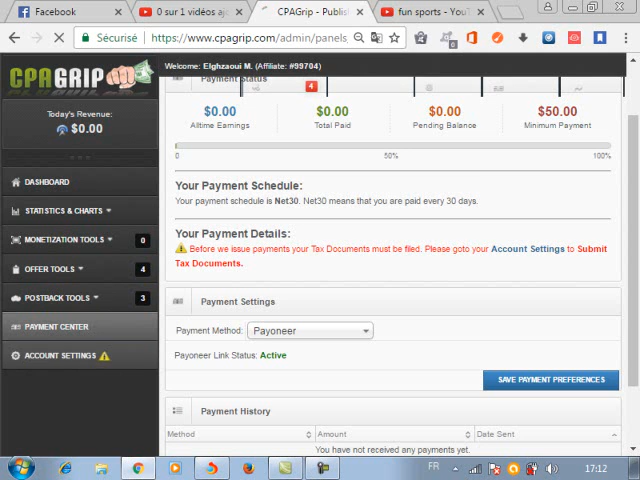 Facebook
0 sur 1 vidéos ajo
CPAGrip - Publish
fun sports - YouT
Sécurisé
https://www.cpagrip.com/admin/panels_
CPAGRIP
Welcome: Elghzaoui M. (Affiliate: #99704)
Today's Revenue:
$0.00
DASHBOARD
STATISTICS & CHARTS
MONETIZATION TOOLS 0
OFFER TOOLS 4
POSTBACK TOOLS 3
PAYMENT CENTER
ACCOUNT SETTINGS
Payment Status
4
$0.00 $0.00 $0.00 $50.00
Alltime Earnings Total Paid Pending Balance Minimum Payment
0 50% 100%
Your Payment Schedule:
Your payment schedule is Net30. Net30 means that you are paid every 30 days.
Your Payment Details:
Before we issue payments your Tax Documents must be filed. Please goto your Account Settings to Submit
Tax Documents.
Payment Settings
Payment Method: Payoneer
Payoneer Link Status: Active
SAVE PAYMENT PREFERENCES
Payment History
Method Amount Date Sent
You have not received any payments yet.
FR 17:12